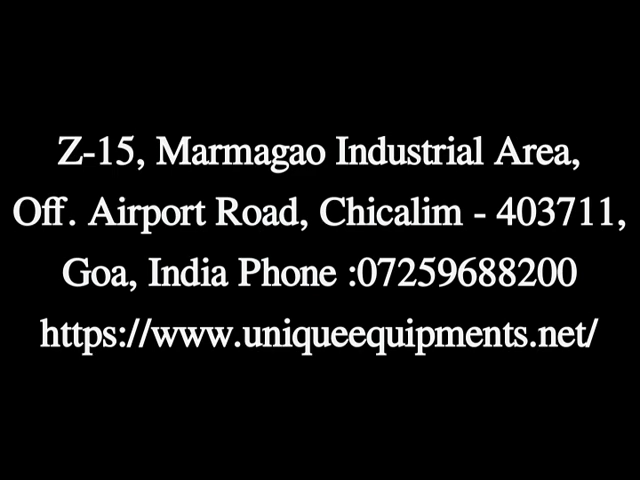 Z-15, Marmagao Industrial Area,
Off. Airport Road, Chicalim - 403711,
Goa, India Phone :07259688200
https://www.uniqueequipments.net/